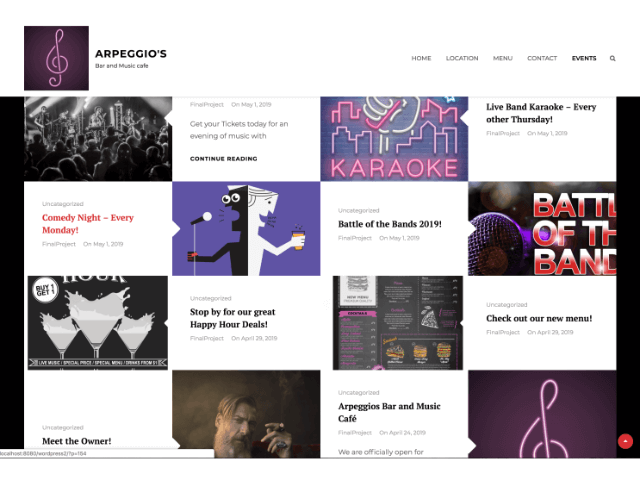 ARPEGGIO'S
Bar and Music cafe
HOME
LOCATION
MENU
CONTACT
EVENTS
FinalProject On May 1, 2019
Get your Tickets today for an
evening of music with
CONTINUE READING
KARAOKE
Live Band Karaoke – Every
other Thursday!
FinalProject On May 1, 2019
Uncategorized
Comedy Night – Every
Monday!
FinalProject On May 1, 2019
Uncategorized
Battle of the Bands 2019!
FinalProject On May 1, 2019
BATTL
OF TH
BAND
HOUR
BUY 1
GET 1
LIVE MUSIC / SPECIAL PRICE / SPECIAL MENU / DRINKS FROM $1
Uncategorized
Stop by for our great
Happy Hour Deals!
FinalProject On April 29, 2019
NEW MENU
COCKTAILS
Uncategorized
Check out our new menu!
FinalProject On April 29, 2019
Uncategorized
Meet the Owner!
Uncategorized
Arpeggios Bar and Music
Café
FinalProject On April 24, 2019
We are officially open for
localhost:8080/wordpress2/?p=164